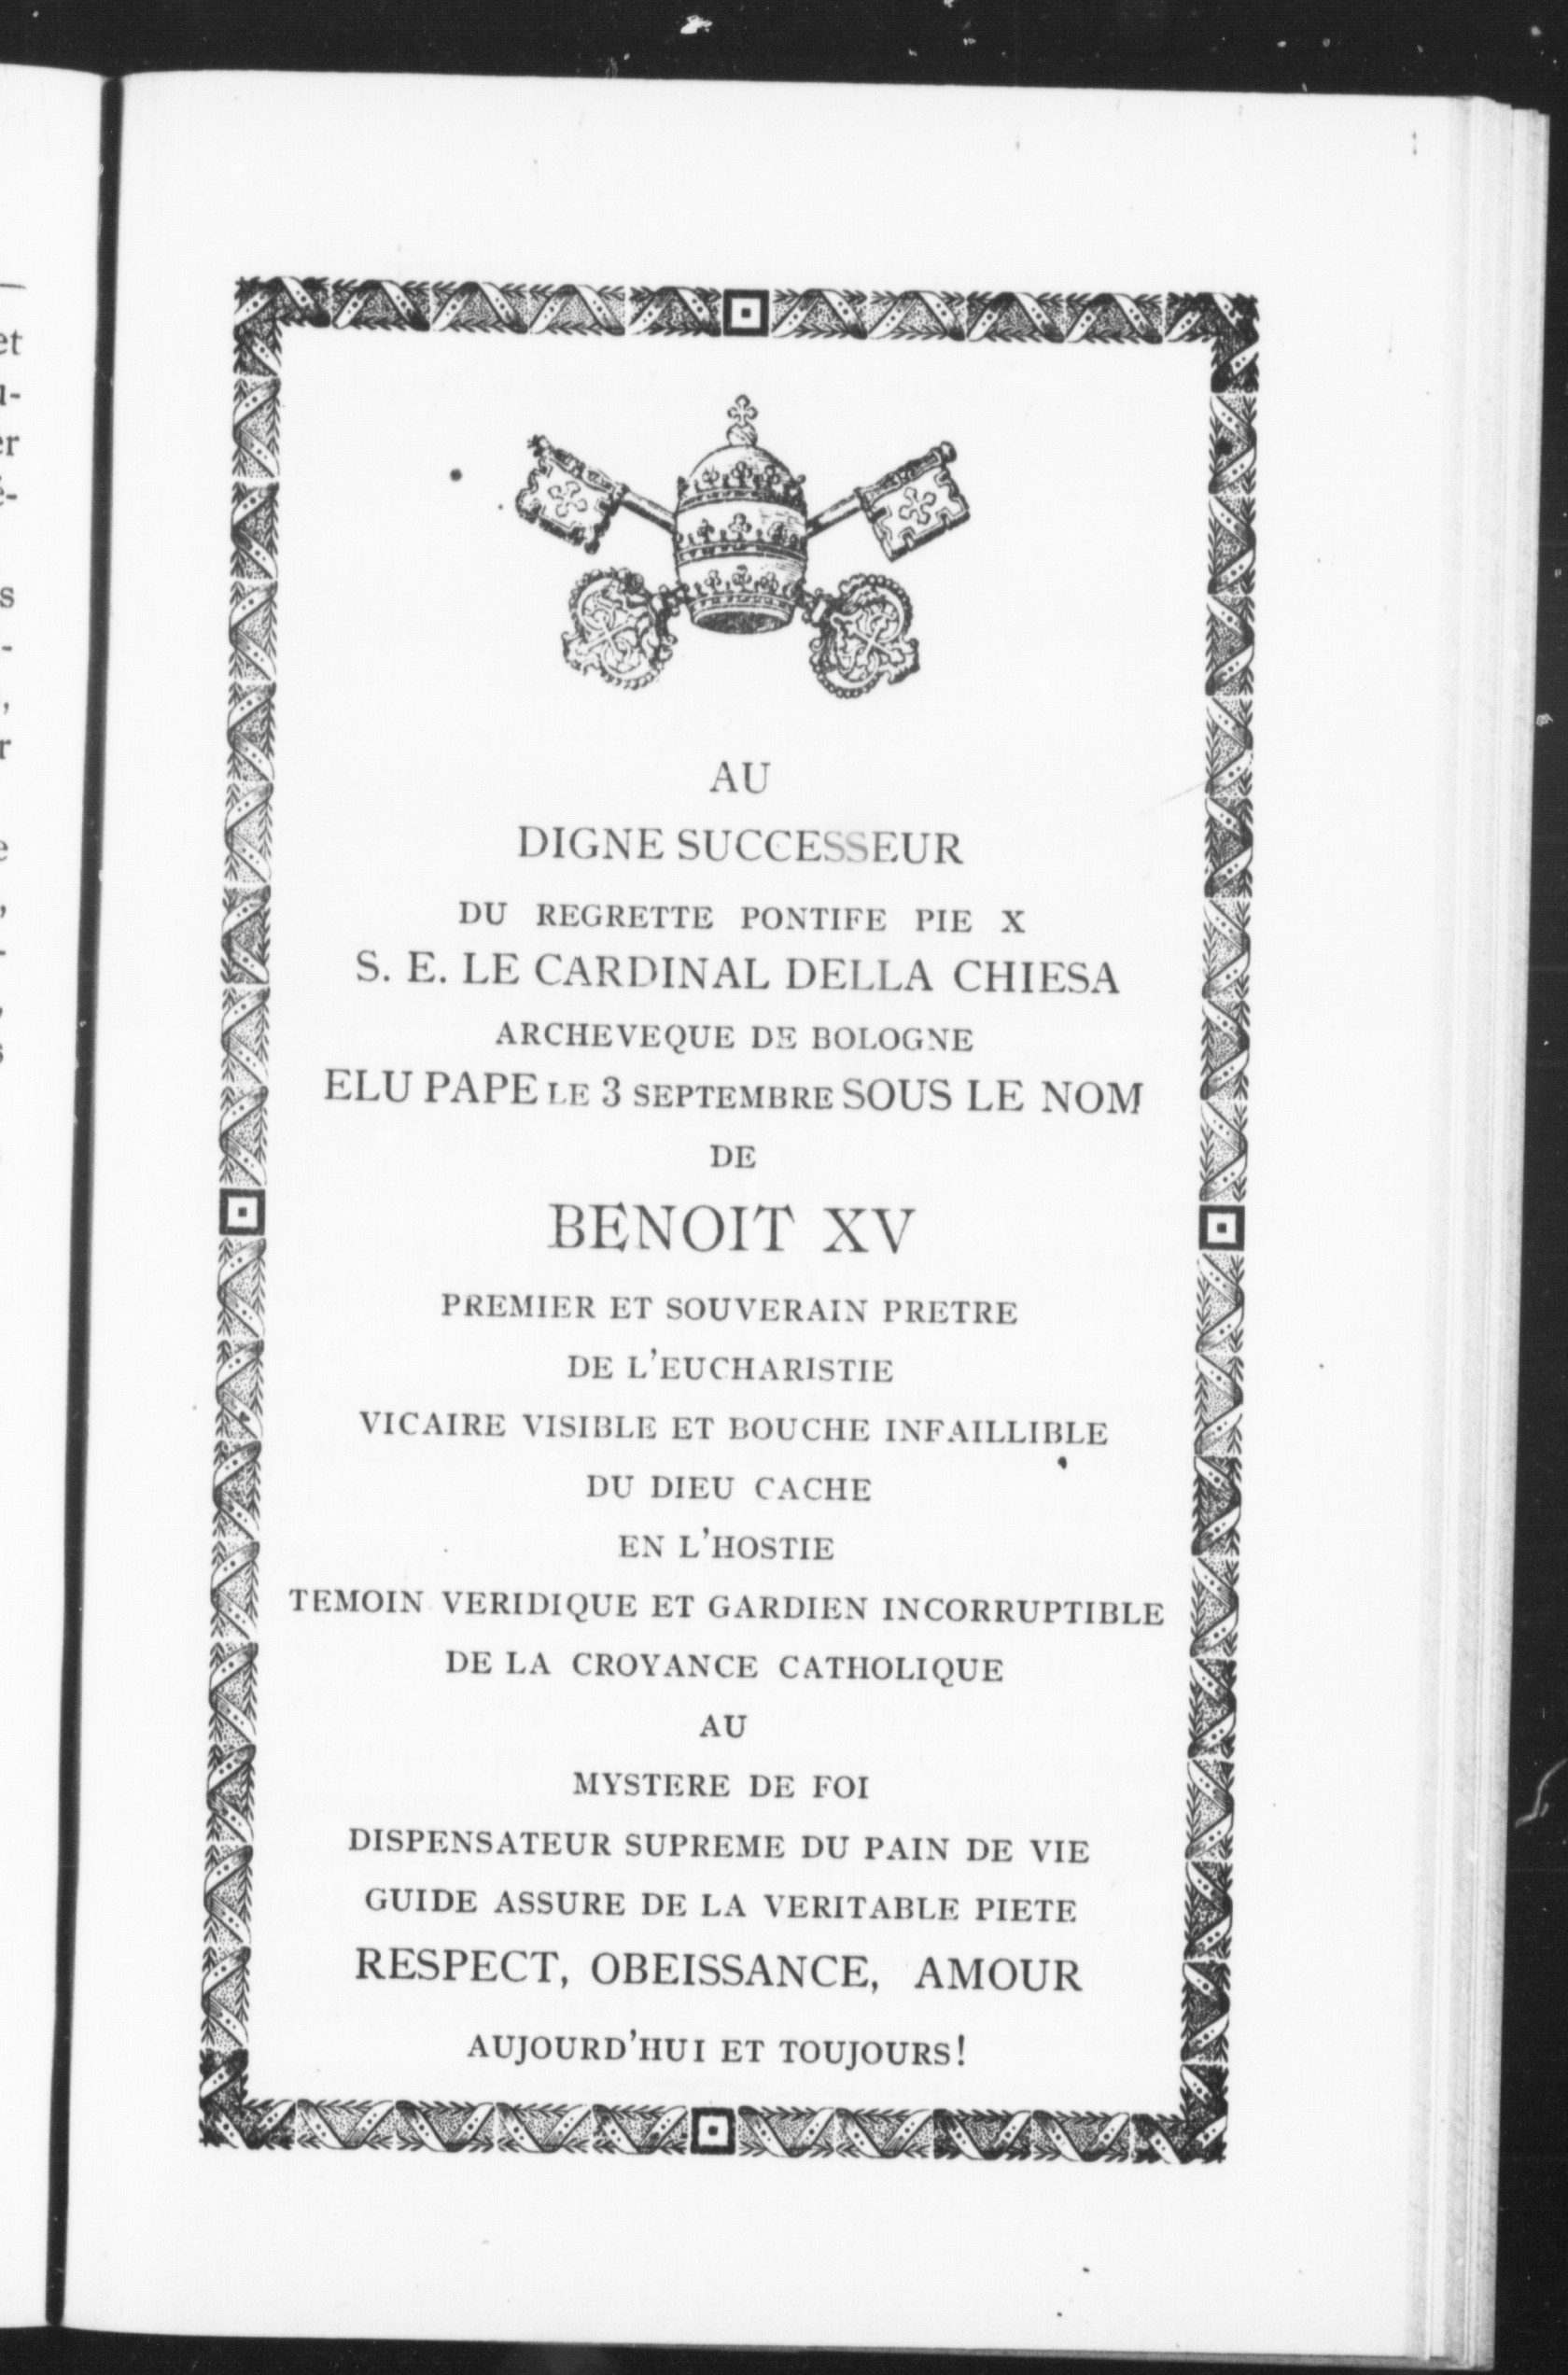 AU
DIGNE SUCCESSEUR
DU REGRETTE PONTIFE PIE X
S. E. LE CARDINAL DELLA CHIESA
ARCHEVEQUE DE BOLOGNE
ELU PAPE LE 3 SEPTEMBRE SOUS LE NOM
DE
BENOIT XV
PREMIER ET SOUVERAIN PRETRE
DE L'EUCHARISTIE
VICAIRE VISIBLE ET BOUCHE INFAILLIBLE
DU DIEU CACHE
EN L'HOSTIE
TEMOIN VERIDIQUE ET GARDIEN INCORRUPTIBLE
DE LA CROYANCE CATHOLIQUE
AU
MYSTERE DE FOI
DISPENSATEUR SUPREME DU PAIN DE VIE
GUIDE ASSURE DE LA VERITABLE PIETE
RESPECT, OBEISSANCE, AMOUR
AUJOURD'HUI ET TOUJOURS!